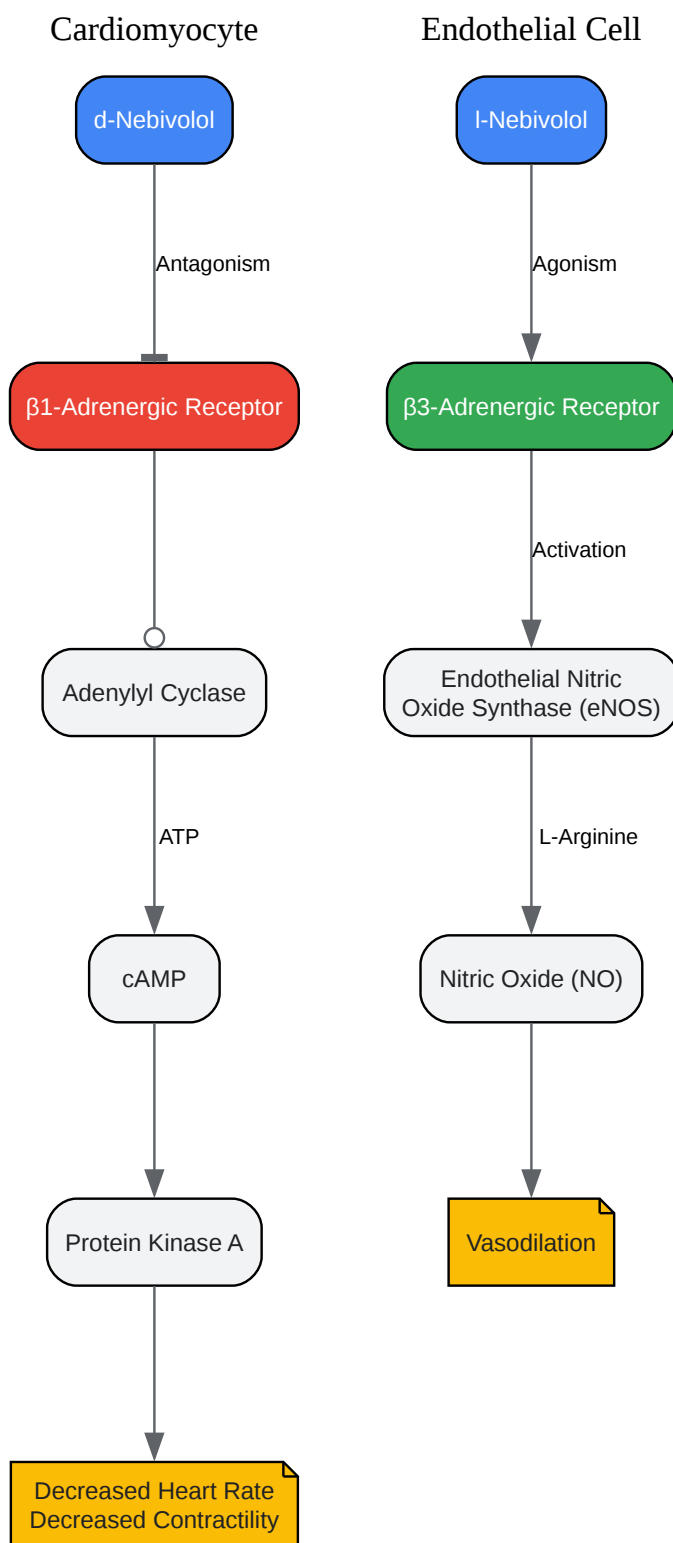 Cardiomyocyte
d-Nebivolol
Antagonism
β1-Adrenergic Receptor
Adenylyl Cyclase
ATP
cAMP
Protein Kinase A
Decreased Heart Rate
Decreased Contractility
Endothelial Cell
l-Nebivolol
Agonism
β3-Adrenergic Receptor
Activation
Endothelial Nitric
Oxide Synthase (eNOS)
L-Arginine
Nitric Oxide (NO)
Vasodilation